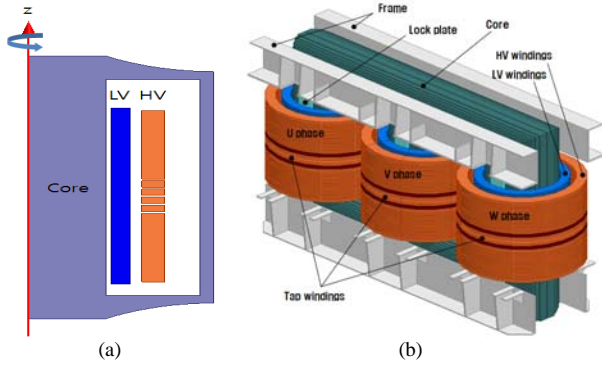 z
LV HV
Core
(a)
Frame
Lock plate
Core
HV windings
LV windings
U phase
V phase
W phase
Tap windings
(b)